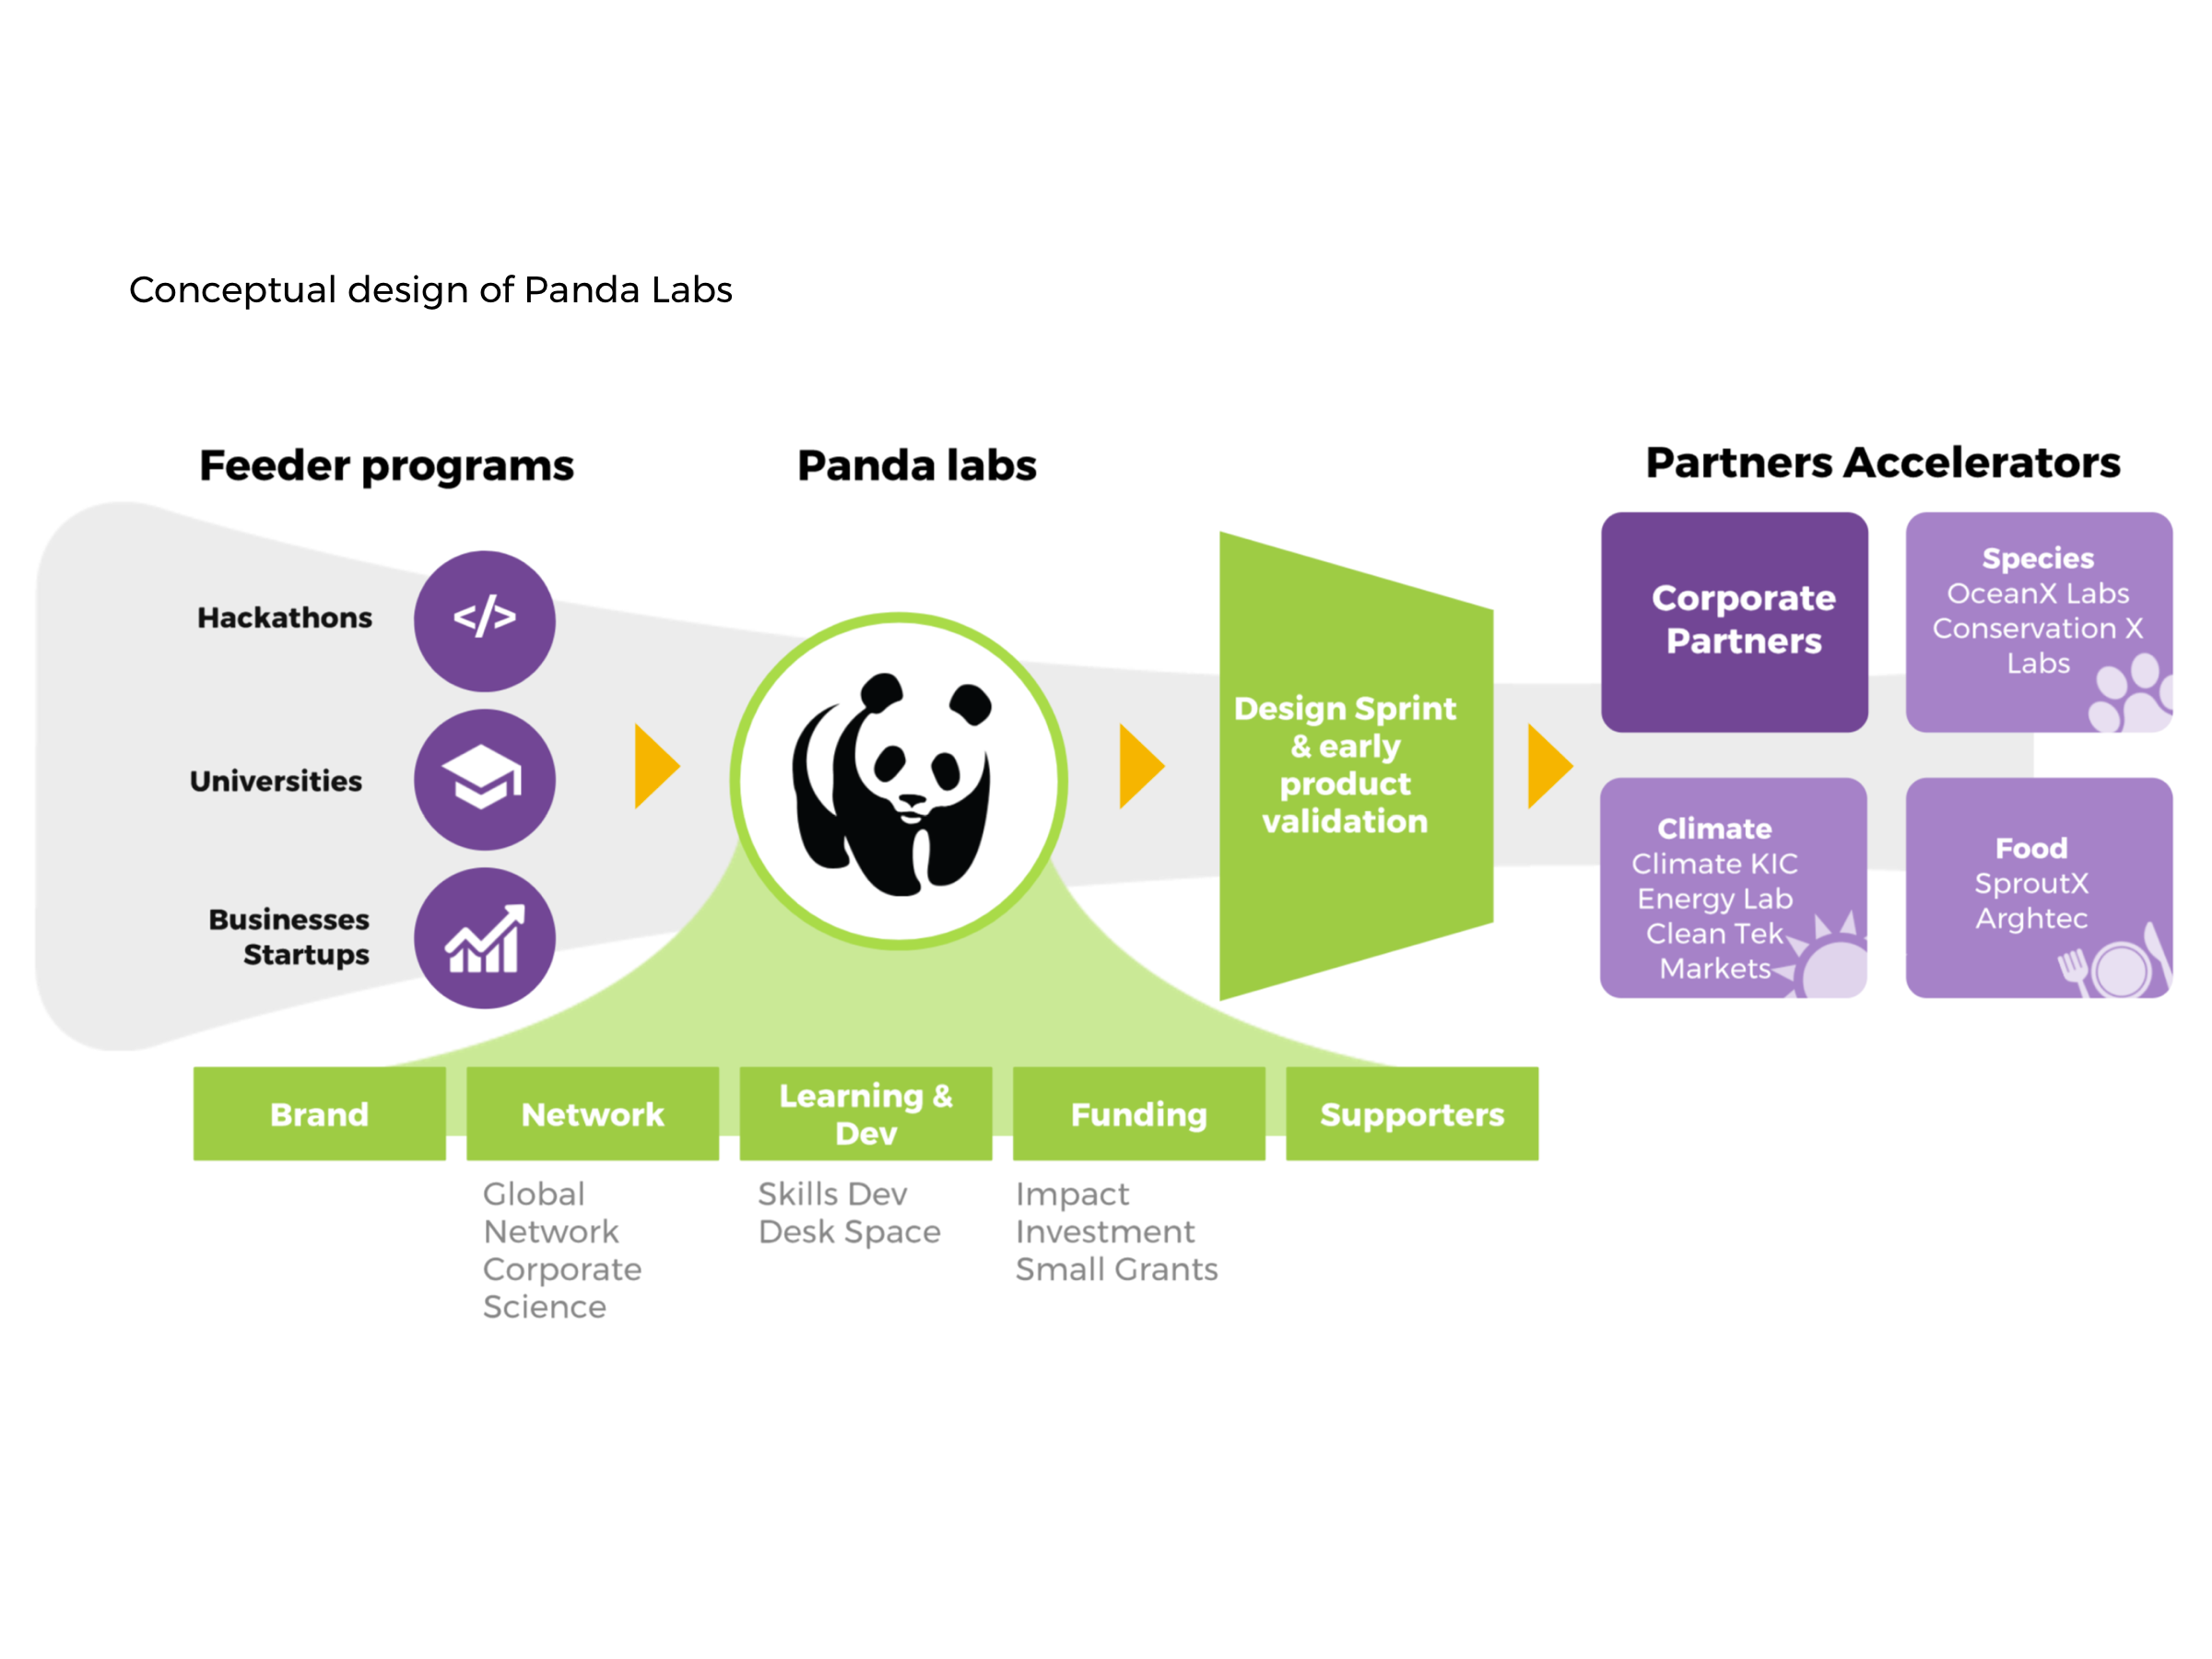 Conceptual design of Panda Labs
Feeder programs
Hackathons
</>
Universities
Businesses
Startups
Panda labs
Design Sprint
& early
product
validation
Partners Accelerators
Corporate
Partners
Species
OceanX Labs
Conservation X
Labs
Climate
Climate KIC
Energy Lab
Clean Tek
Markets
Food
SproutX
Arghtec
Brand
Network
Global
Network
Corporate
Science
Learning &
Dev
Skills Dev
Desk Space
Funding
Impact
Investment
Small Grants
Supporters